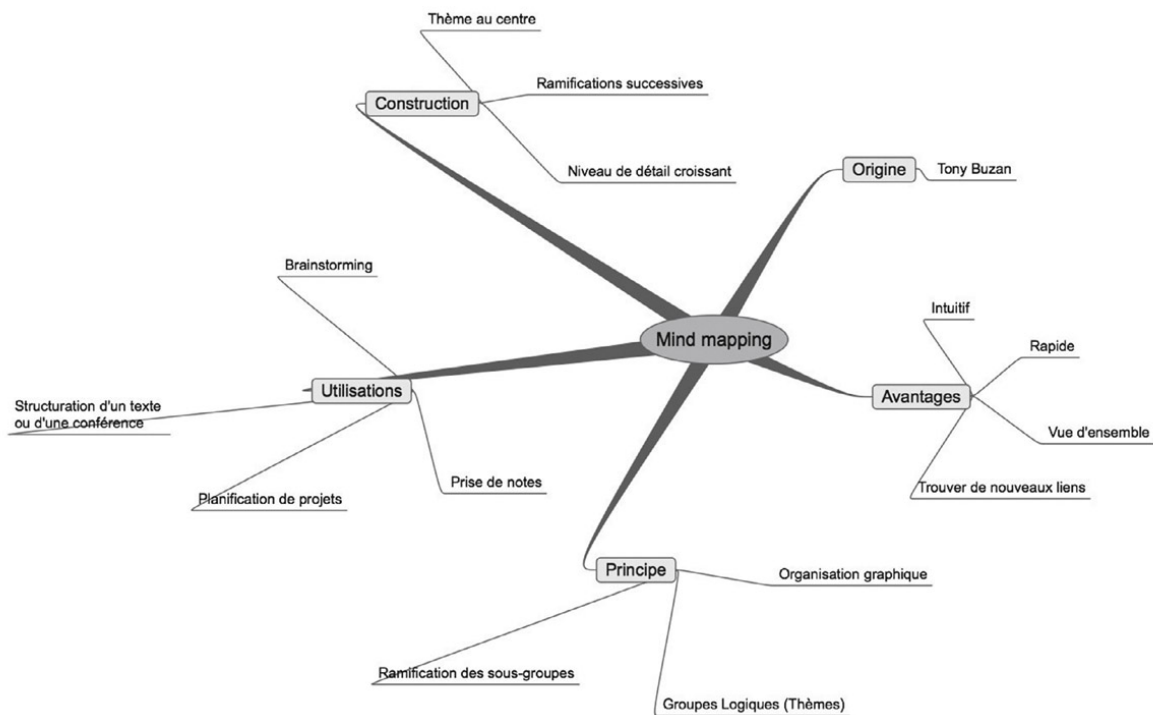 Thème au centre
Ramifications successives
Construction
Niveau de détail croissant
Origine
Tony Buzan
Brainstorming
Intuitif
Mind mapping
Rapide
Utilisations
Avantages
Structuration d'un texte
ou d'une conférence
Vue d'ensemble
Prise de notes
Trouver de nouveaux liens
Planification de projets
Principe
Organisation graphique
Ramification des sous-groupes
Groupes Logiques (Thèmes)